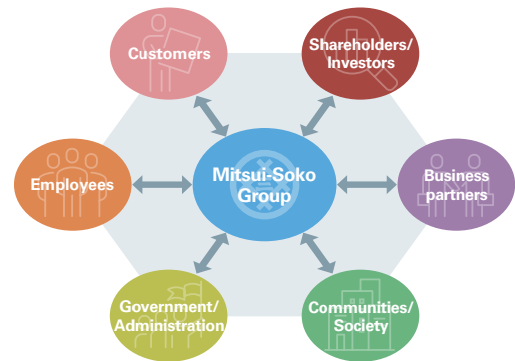 Customers
Shareholders/
Investors
Employees
Mitsui-Soko
Group
Business
partners
Government/
Administration
Communities/
Society